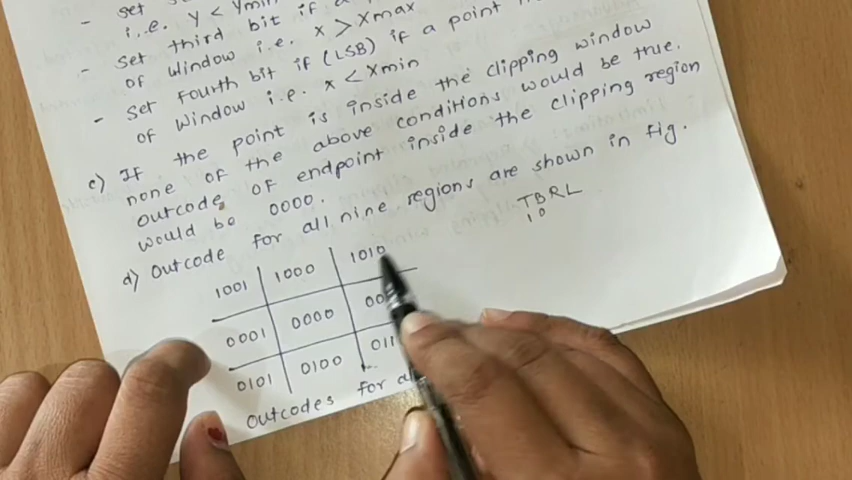 - set
i.e. y < ymin
- set third bit if a
of window i.e. x > xmax
- set fourth bit if (LSB) if a point
of window i.e. x < xmin
c) If the point is inside the clipping window
none of the above conditions would be true.
outcode of endpoint inside the clipping region
would be 0000.
d) outcode for all nine regions are shown in fig.
TBRL
10
1001 1000 1010
0001 0000 00
0101 0100 011
outcodes for